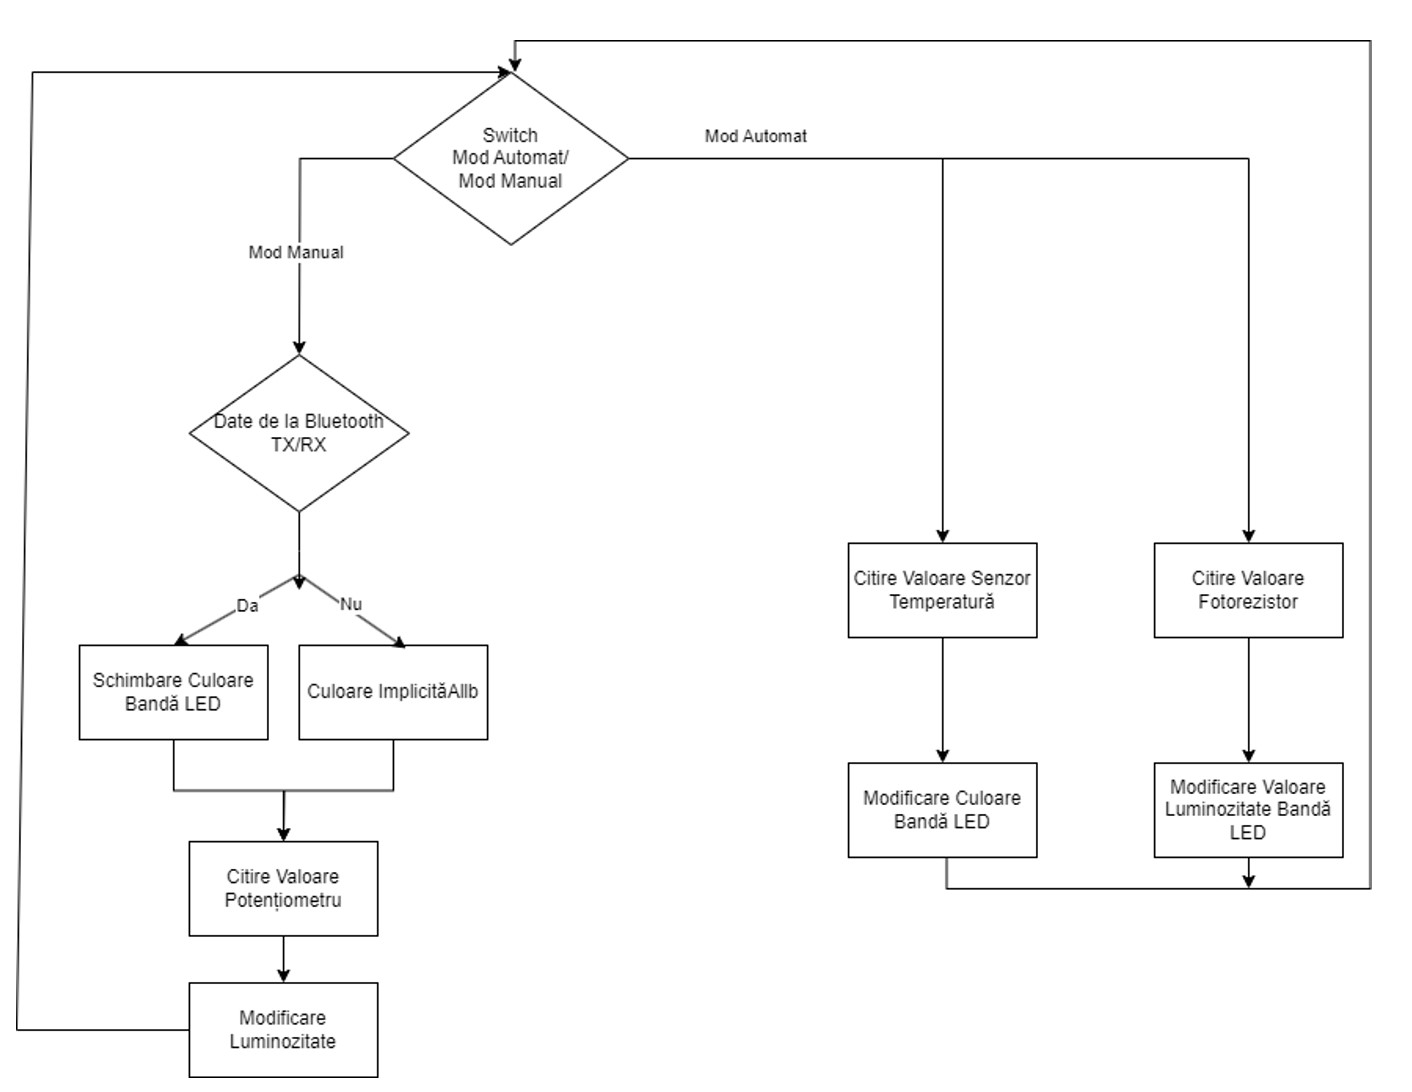 Switch
Mod Automat/
Mod Manual
Mod Automat
Mod Manual
Date de la Bluetooth
TX/RX
Da
Nu
Schimbare Culoare
Bandă LED
Culoare ImplicităAllb
Citire Valoare
Potențiometru
Modificare
Luminozitate
Citire Valoare Senzor
Temperatură
Modificare Culoare
Bandă LED
Citire Valoare
Fotorezistor
Modificare Valoare
Luminozitate Bandă
LED